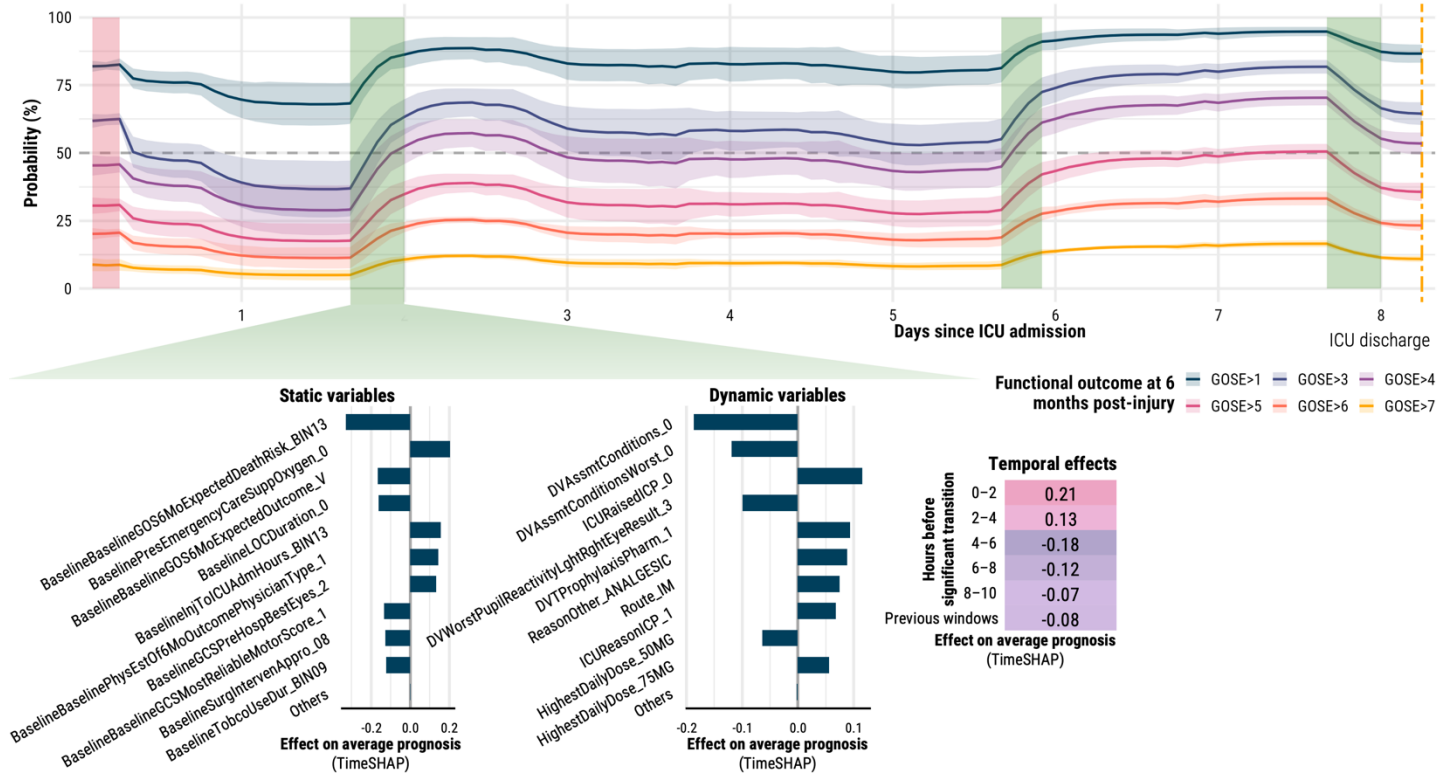 100
75
50
25
0
Probability (%)
1
3
4
5
6
7
8
Days since ICU admission
ICU discharge
Functional outcome at 6
months post-injury
GOSE>1
GOSE>3
GOSE>4
GOSE>5
GOSE>6
GOSE>7
Static variables
BaselineBaselineGOS6MoExpectedDeathRisk_BIN13
BaselinePresEmergencyCareSuppOxygen_0
BaselineBaselineGOS6MoExpectedOutcome_V
BaselineLOCDuration_0
BaselineInjToICUAdmHours_BIN13
BaselineBaselinePhysEstOf6MoOutcomePhysicianType_1
BaselineGCSPreHospBestEyes_2
BaselineBaselineGCSMostReliableMotorScore_1
BaselineSurgIntervenAppro_08
BaselineTobcoUseDur_BIN09
Others
-0.2
0.0
0.2
Effect on average prognosis
(TimeSHAP)
Dynamic variables
DVAssmtConditions_0
DVAssmtConditionsWorst_0
ICURaisedICP_0
DVWorstPupilReactivityLghtRghtEyeResult_3
DVTProphylaxisPharm_1
ReasonOther_ANALGESIC
Route_IM
ICUReasonICP_1
HighestDailyDose_50MG
HighestDailyDose_75MG
Others
-0.2
-0.1
0.0
0.1
Effect on average prognosis
(TimeSHAP)
Temporal effects
Hours before
significant transition
0–2
0.21
2–4
0.13
4–6
-0.18
6–8
-0.12
8–10
-0.07
Previous windows
-0.08
Effect on average prognosis
(TimeSHAP)